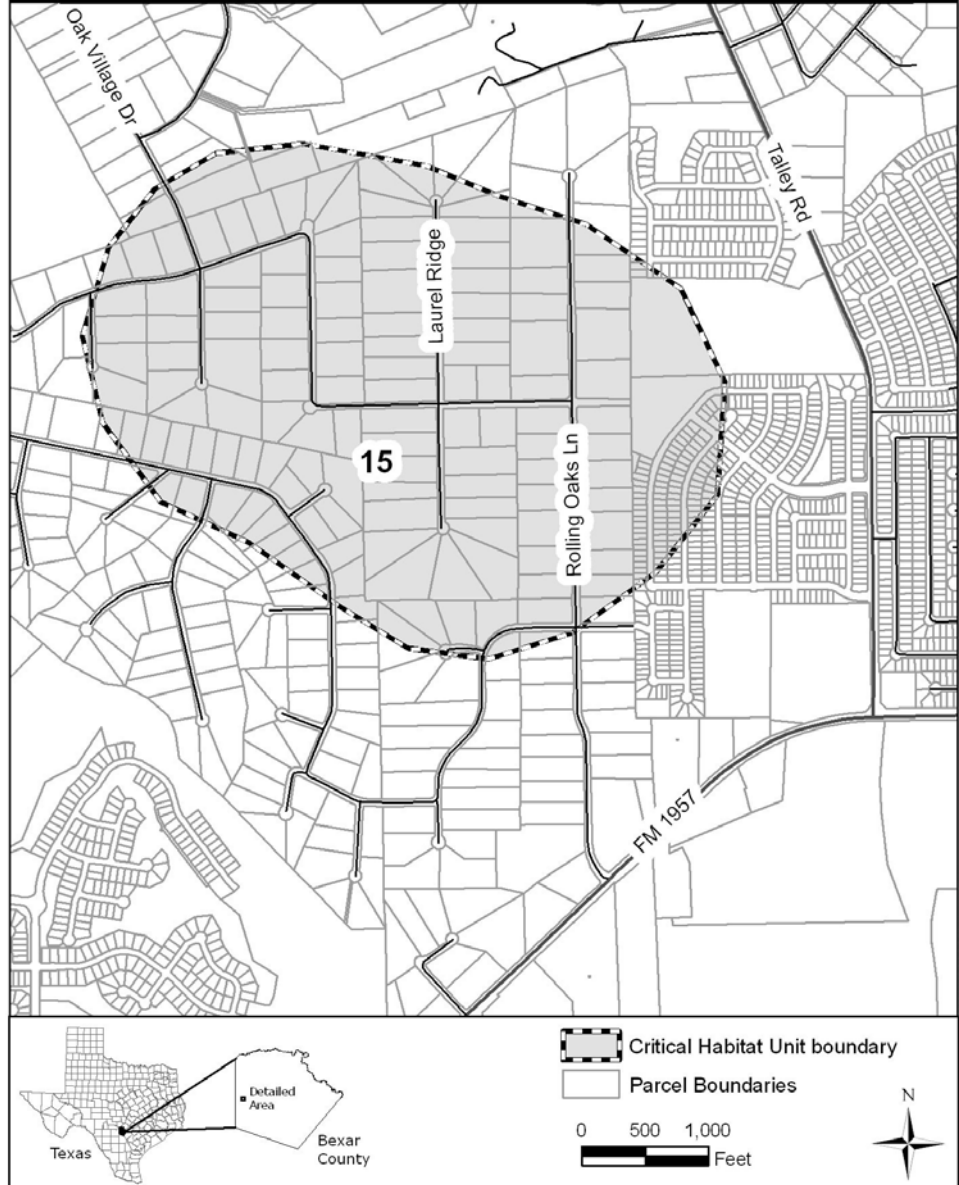 Oak Village Dr
Talley Rd
Laurel Ridge
15
Rolling Oaks Ln
FM 1957
Texas
Detailed
Area
Bexar
County
Critical Habitat Unit boundary
Parcel Boundaries
0 500 1,000
Feet
N